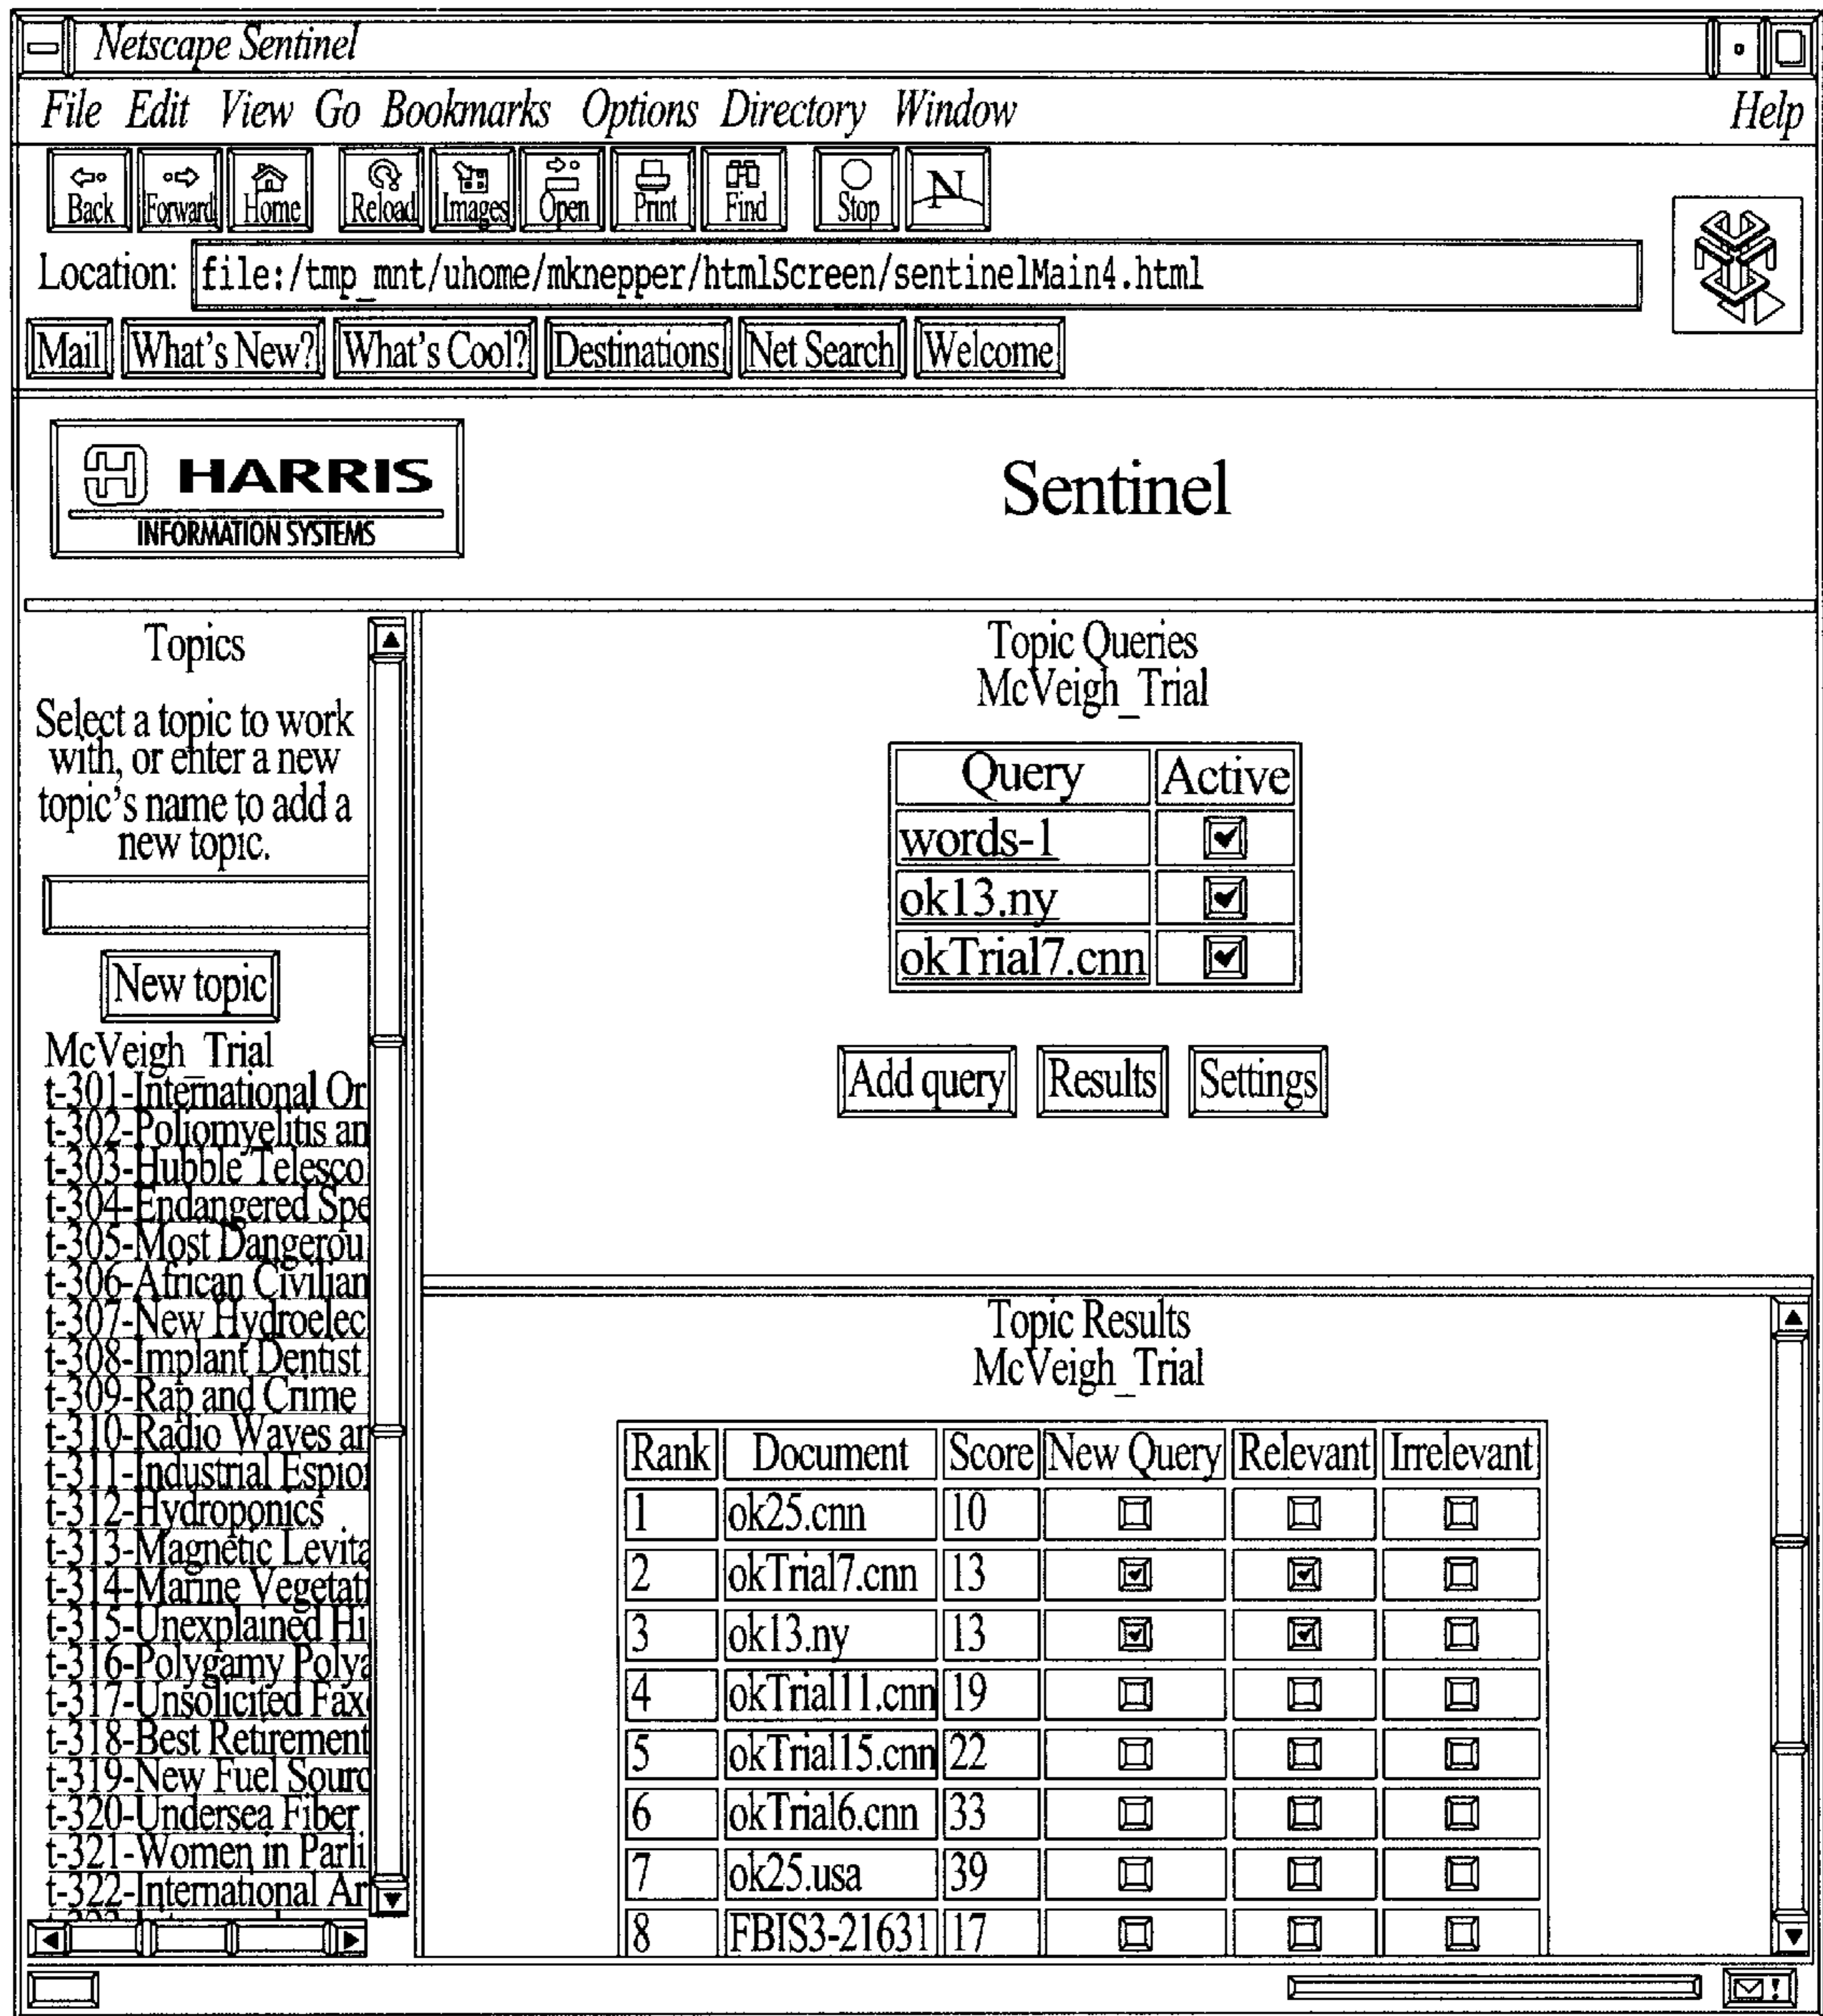 Netscape Sentinel
File Edit View Go Bookmarks Options Directory Window Help
Back Forward Home Reload Images Open Print Find Stop N
Location: file:/tmp_mnt/uhome/mknepper/htmlScreen/sentinelMain4.html
Mail What's New? What's Cool? Destinations Net Search Welcome
HARRIS
INFORMATION SYSTEMS
Sentinel
Topics
Select a topic to work
with, or enter a new
topic's name to add a
new topic.
New topic
McVeigh_Trial
t-301-International Or
t-302-Poliomyelitis an
t-303-Hubble Telesco
t-304-Endangered Spe
t-305-Most Dangerou
t-306-African Civilian
t-307-New Hydroelec
t-308-Implant Dentist
t-309-Rap and Crime
t-310-Radio Waves an
t-311-Industrial Espion
t-312-Hydroponics
t-313-Magnetic Levita
t-314-Marine Vegetati
t-315-Unexplained Hi
t-316-Polygamy Polya
t-317-Unsolicited Faxe
t-318-Best Retirement
t-319-New Fuel Sourc
t-320-Undersea Fiber
t-321-Women in Parli
t-322-International Ar
Topic Queries
McVeigh_Trial
Query Active
words-1
ok13.ny
okTrial7.cnn
Add query Results Settings
Topic Results
McVeigh_Trial
Rank Document Score New Query Relevant Irrelevant
1 ok25.cnn 10
2 okTrial7.cnn 13
3 ok13.ny 13
4 okTrial11.cnn 19
5 okTrial15.cnn 22
6 okTrial6.cnn 33
7 ok25.usa 39
8 FBIS3-21631 17